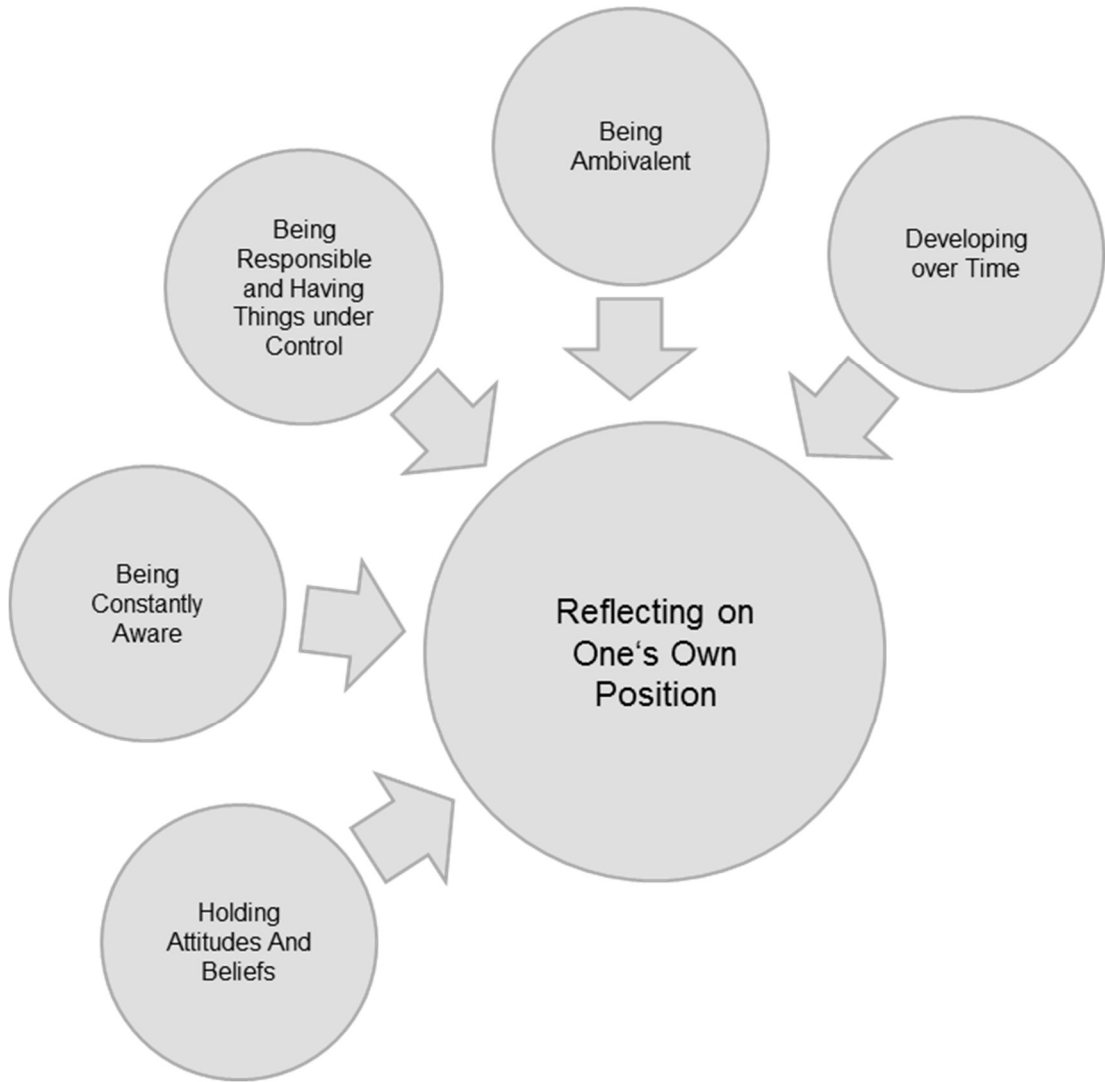 Being
Ambivalent
Developing
over Time
Being
Responsible
and Having
Things under
Control
Being
Constantly
Aware
Reflecting on
One‘s Own
Position
Holding
Attitudes And
Beliefs